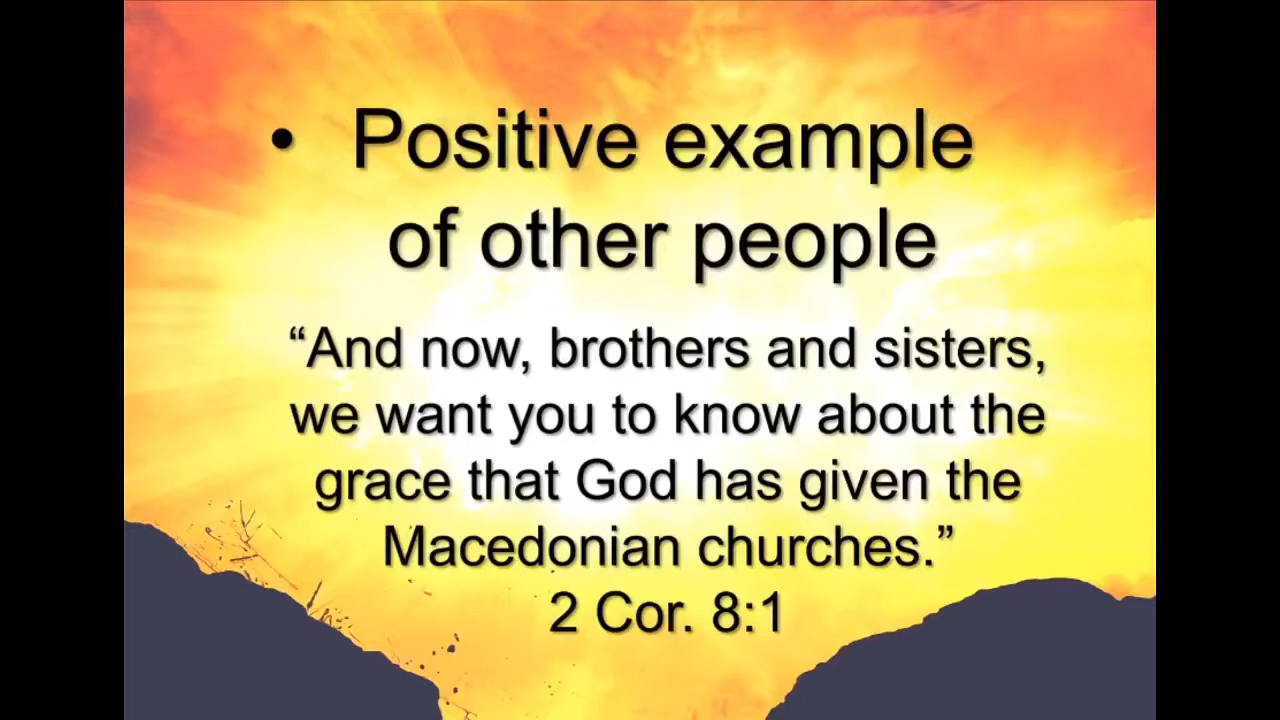 • Positive example
of other people
“And now, brothers and sisters,
we want you to know about the
grace that God has given the
Macedonian churches.”
2 Cor. 8:1